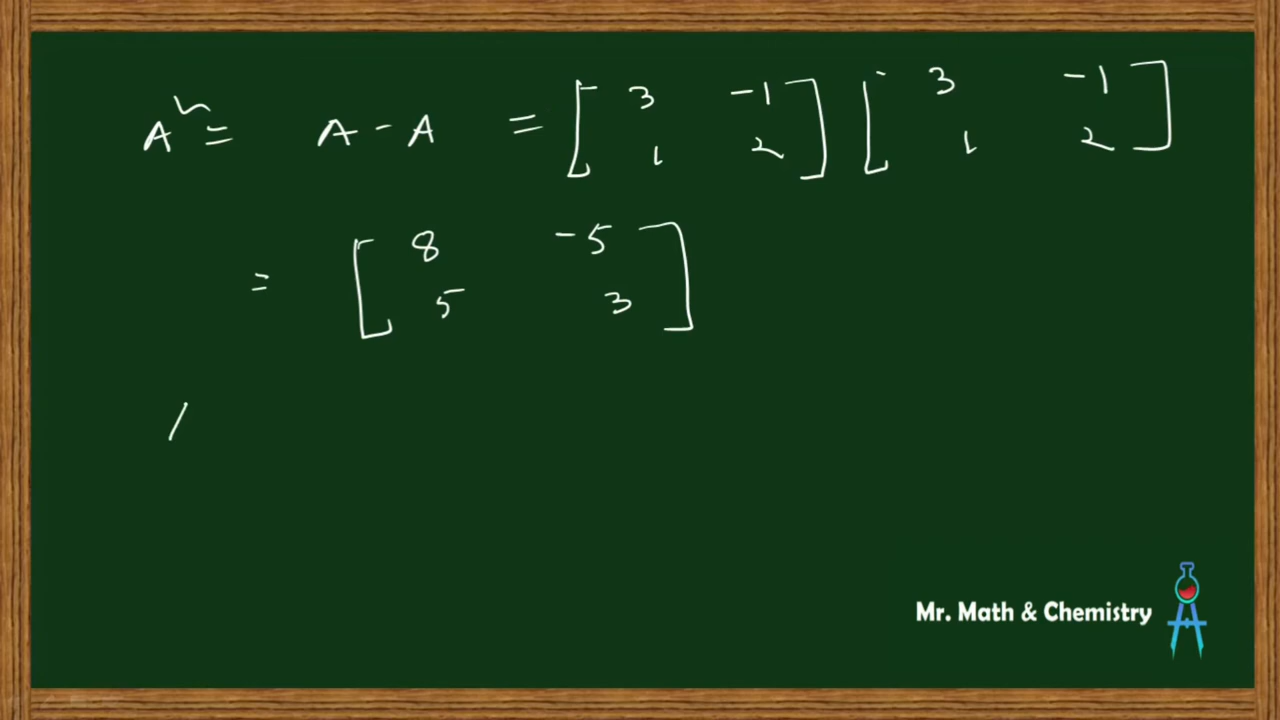 A² = A - A = [ 3 -1 ] [ 3 -1 ]
1 2 1 2
= [ 8 -5 ]
5 3
Mr. Math & Chemistry